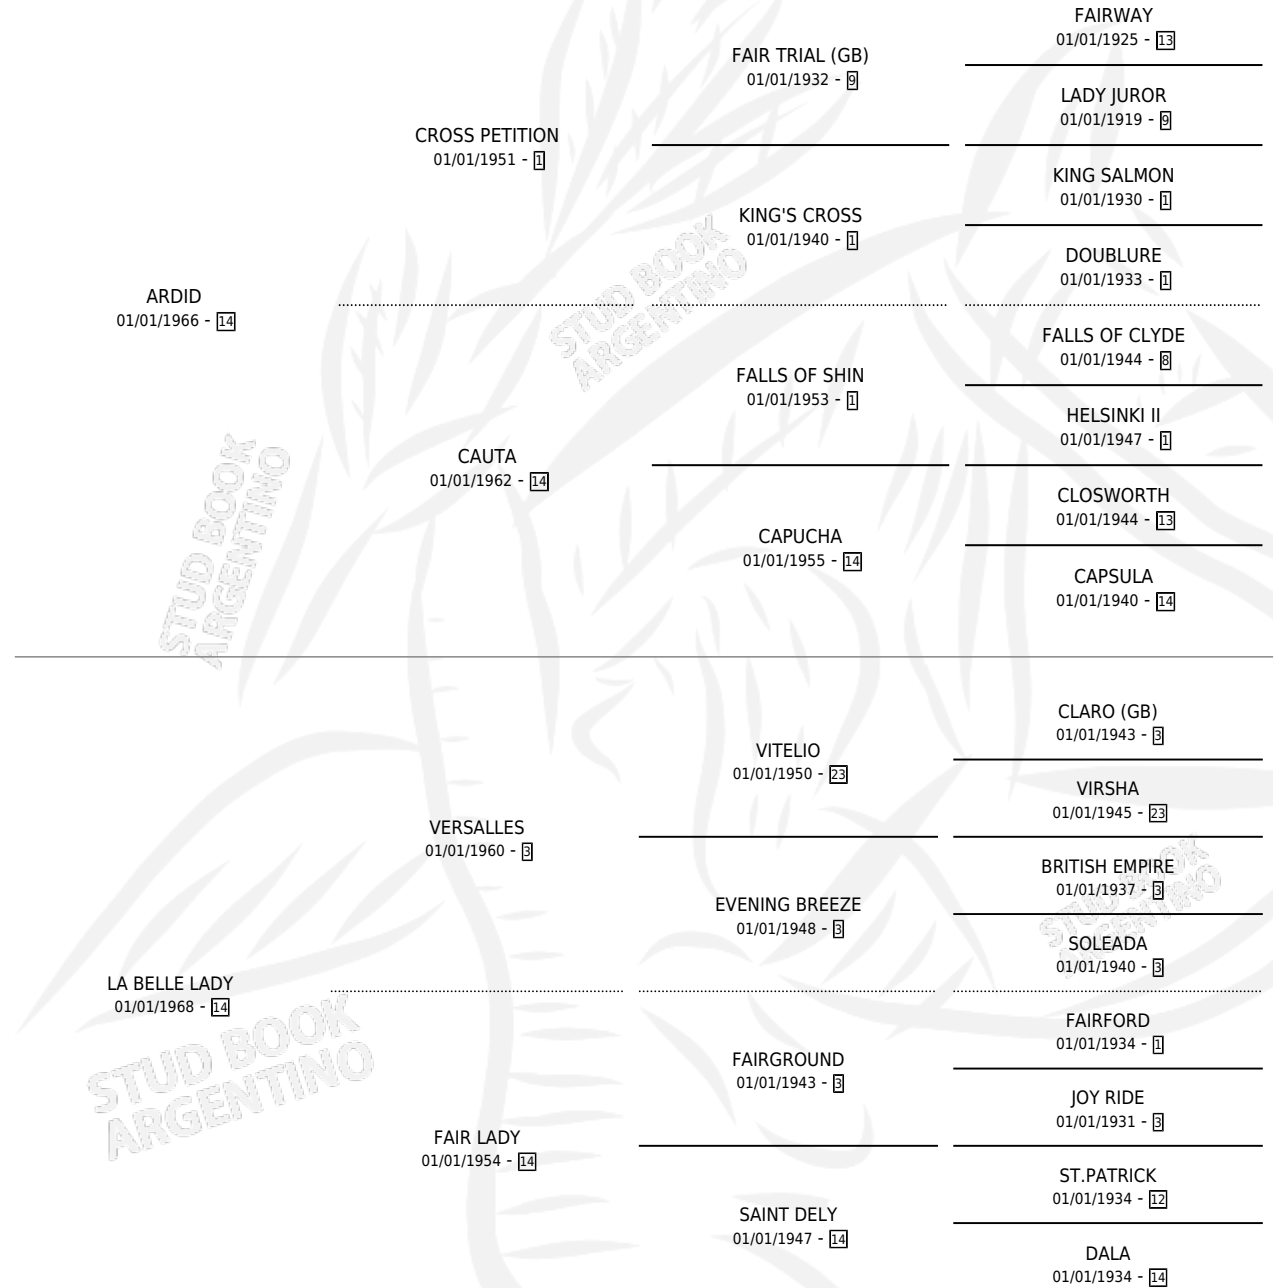 FAIRWAY
01/01/1925 - 13
FAIR TRIAL (GB)
01/01/1932 - 9
LADY JUROR
01/01/1919 - 9
CROSS PETITION
01/01/1951 - 1
KING SALMON
01/01/1930 - 1
KING'S CROSS
01/01/1940 - 1
DOUBLURE
01/01/1933 - 1
ARDID
01/01/1966 - 14
FALLS OF CLYDE
01/01/1944 - 8
FALLS OF SHIN
01/01/1953 - 1
HELSINKI II
01/01/1947 - 1
CAUTA
01/01/1962 - 14
CLOSWORTH
01/01/1944 - 13
CAPUCHA
01/01/1955 - 14
CAPSULA
01/01/1940 - 14
CLARO (GB)
01/01/1943 - 3
VITELIO
01/01/1950 - 23
VIRSHA
01/01/1945 - 23
VERSALLES
01/01/1960 - 3
BRITISH EMPIRE
01/01/1937 - 3
EVENING BREEZE
01/01/1948 - 3
SOLEADA
01/01/1940 - 3
LA BELLE LADY
01/01/1968 - 14
FAIRFORD
01/01/1934 - 1
FAIRGROUND
01/01/1943 - 3
JOY RIDE
01/01/1931 - 3
FAIR LADY
01/01/1954 - 14
ST.PATRICK
01/01/1934 - 12
SAINT DELY
01/01/1947 - 14
DALA
01/01/1934 - 14
STUD BOOK
ARGENTINO
STUD BOOK
ARGENTINO
STUD BOOK
ARGENTINO
STUD BOOK
ARGENTINO